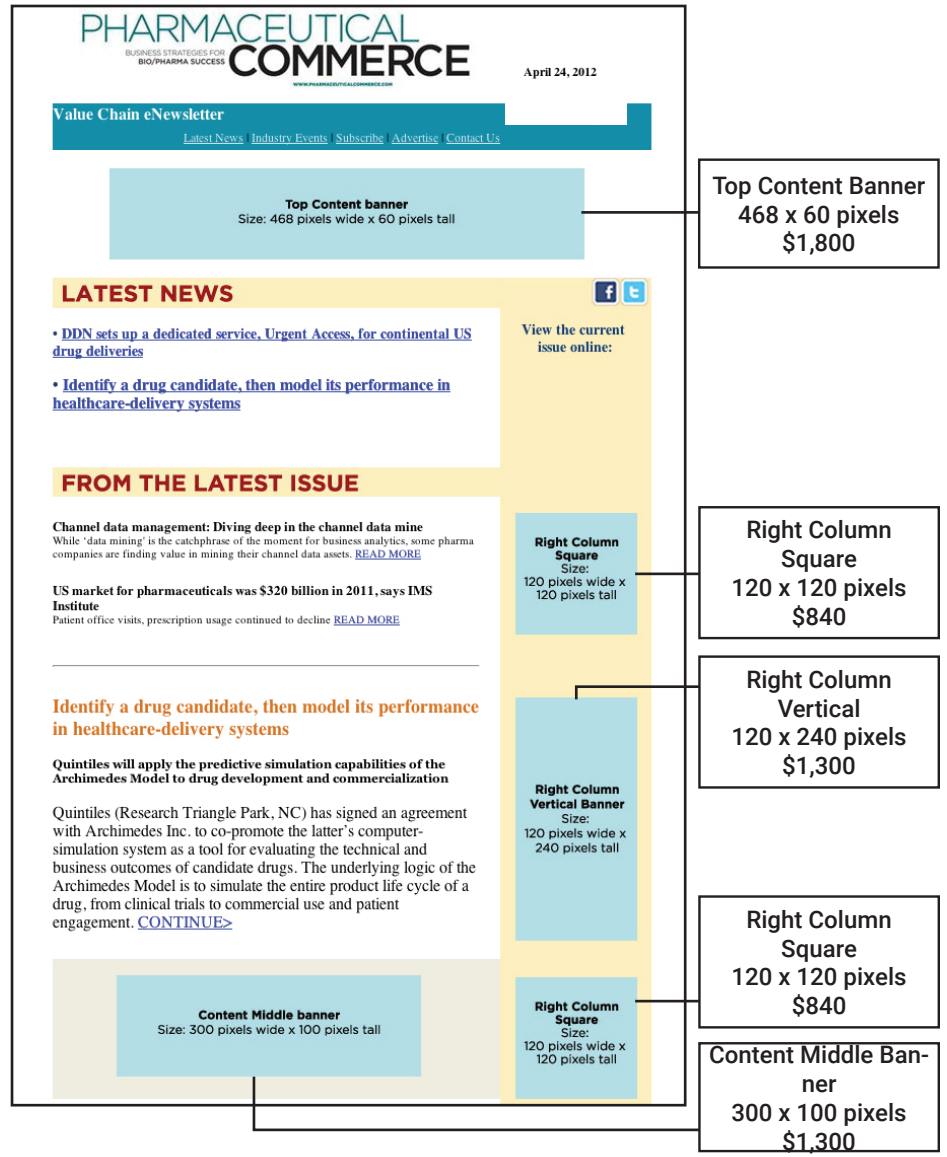 PHARMACEUTICAL
BUSINESS STRATEGIES FOR
BIO/PHARMA SUCCESS
COMMERCE
WWW.PHARMACEUTICALCOMMERCE.COM
April 24, 2012
Value Chain eNewsletter
Latest News | Industry Events | Subscribe | Advertise | Contact Us
Top Content banner
Size: 468 pixels wide x 60 pixels tall
Top Content Banner
468 x 60 pixels
$1,800
LATEST NEWS
f t
• DDN sets up a dedicated service, Urgent Access, for continental US
drug deliveries
• Identify a drug candidate, then model its performance in
healthcare-delivery systems
View the current
issue online:
FROM THE LATEST ISSUE
Channel data management: Diving deep in the channel data mine
While ‘data mining’ is the catchphrase of the moment for business analytics, some pharma
companies are finding value in mining their channel data assets. READ MORE
US market for pharmaceuticals was $320 billion in 2011, says IMS
Institute
Patient office visits, prescription usage continued to decline READ MORE
Right Column
Square
Size:
120 pixels wide x
120 pixels tall
Right Column
Square
120 x 120 pixels
$840
Identify a drug candidate, then model its performance
in healthcare-delivery systems
Quintiles will apply the predictive simulation capabilities of the
Archimedes Model to drug development and commercialization
Quintiles (Research Triangle Park, NC) has signed an agreement
with Archimedes Inc. to co-promote the latter’s computer-
simulation system as a tool for evaluating the technical and
business outcomes of candidate drugs. The underlying logic of the
Archimedes Model is to simulate the entire product life cycle of a
drug, from clinical trials to commercial use and patient
engagement. CONTINUE>
Right Column
Vertical Banner
Size:
120 pixels wide x
240 pixels tall
Right Column
Vertical
120 x 240 pixels
$1,300
Content Middle banner
Size: 300 pixels wide x 100 pixels tall
Right Column
Square
Size:
120 pixels wide x
120 pixels tall
Right Column
Square
120 x 120 pixels
$840
Content Middle Ban-
ner
300 x 100 pixels
$1,300